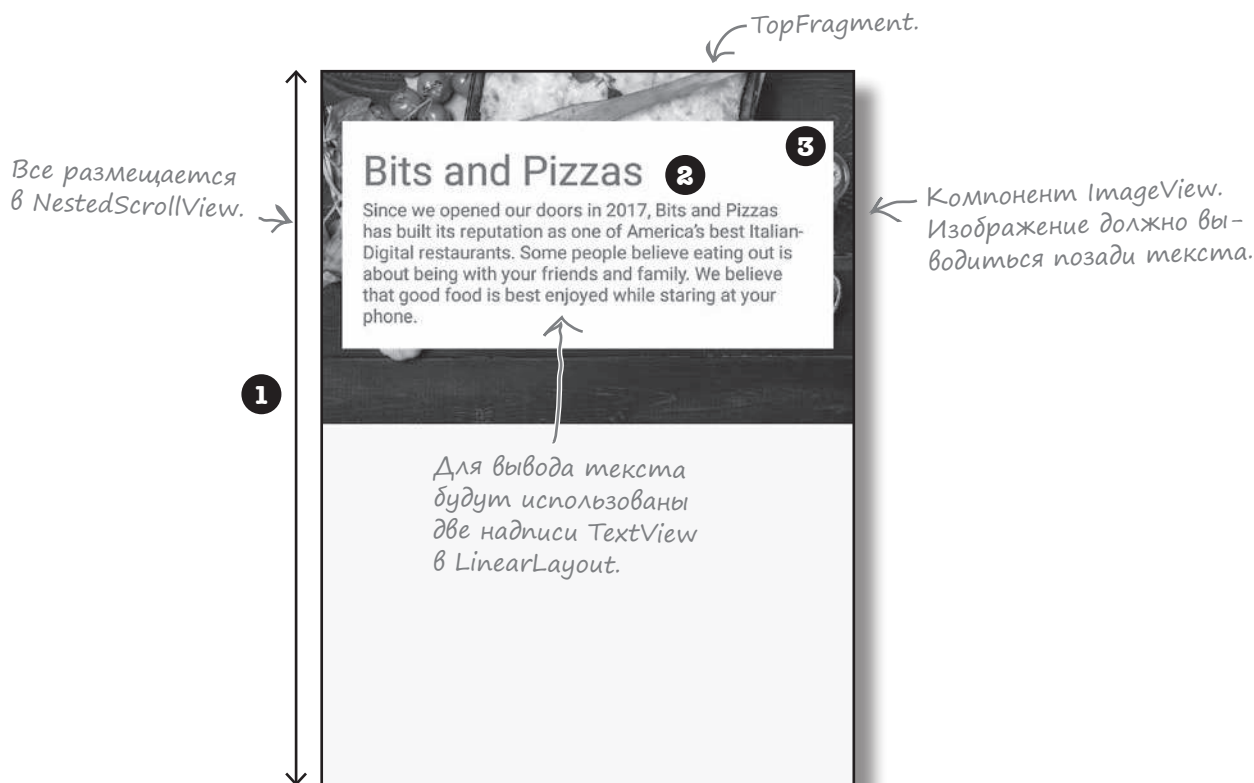 TopFragment.
Все размещается
в NestedScrollView.
3
Bits and Pizzas 2
Since we opened our doors in 2017, Bits and Pizzas
has built its reputation as one of America's best Italian-
Digital restaurants. Some people believe eating out is
about being with your friends and family. We believe
that good food is best enjoyed while staring at your
phone.
Компонент ImageView.
Изображение должно вы-
водиться позади текста.
1
Для вывода текста
будут использованы
две надписи TextView
в LinearLayout.